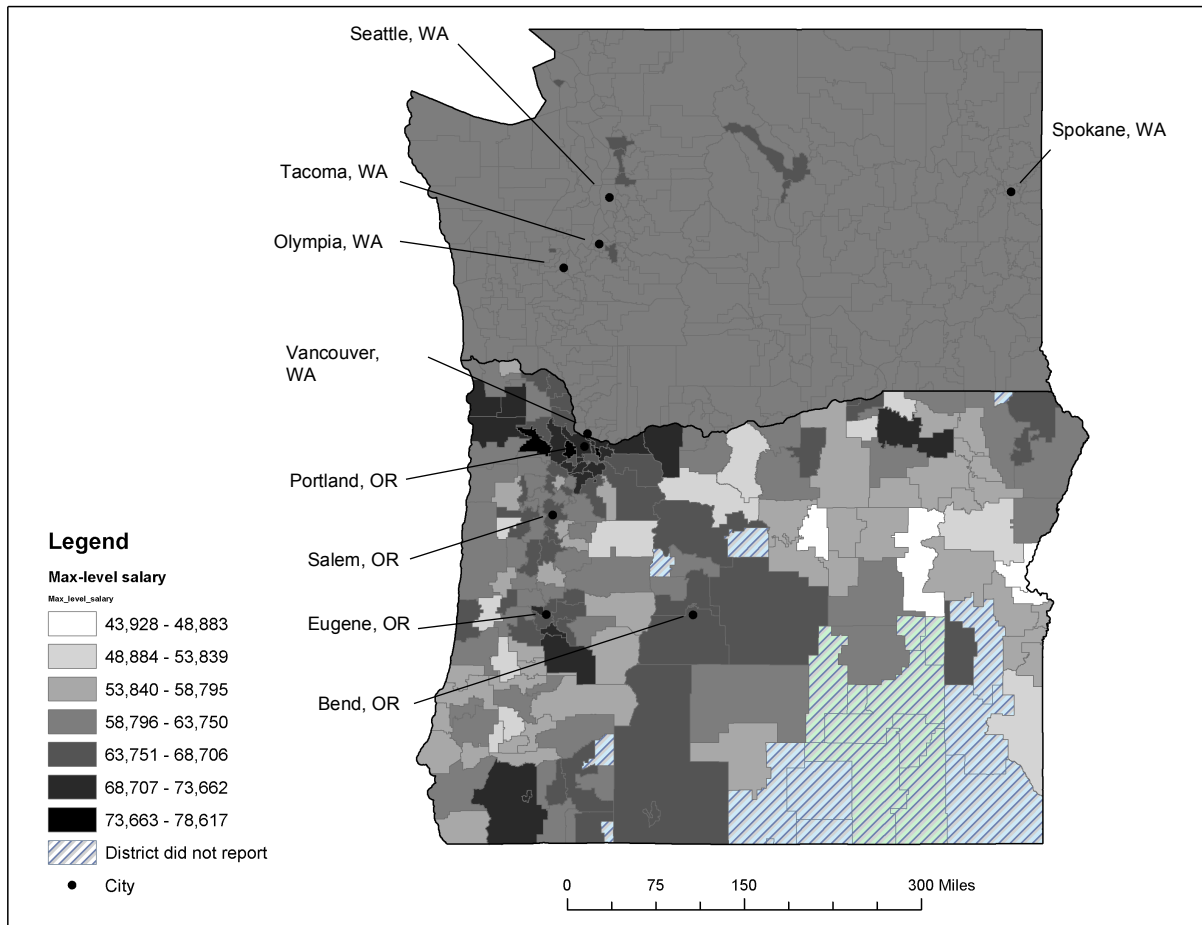 Seattle, WA
Spokane, WA
Tacoma, WA
Olympia, WA
Vancouver,
WA
Portland, OR
Salem, OR
Eugene, OR
Bend, OR
Legend
Max-level salary
Max_level_salary
43,928 - 48,883
48,884 - 53,839
53,840 - 58,795
58,796 - 63,750
63,751 - 68,706
68,707 - 73,662
73,663 - 78,617
District did not report
City
0 75 150 300 Miles